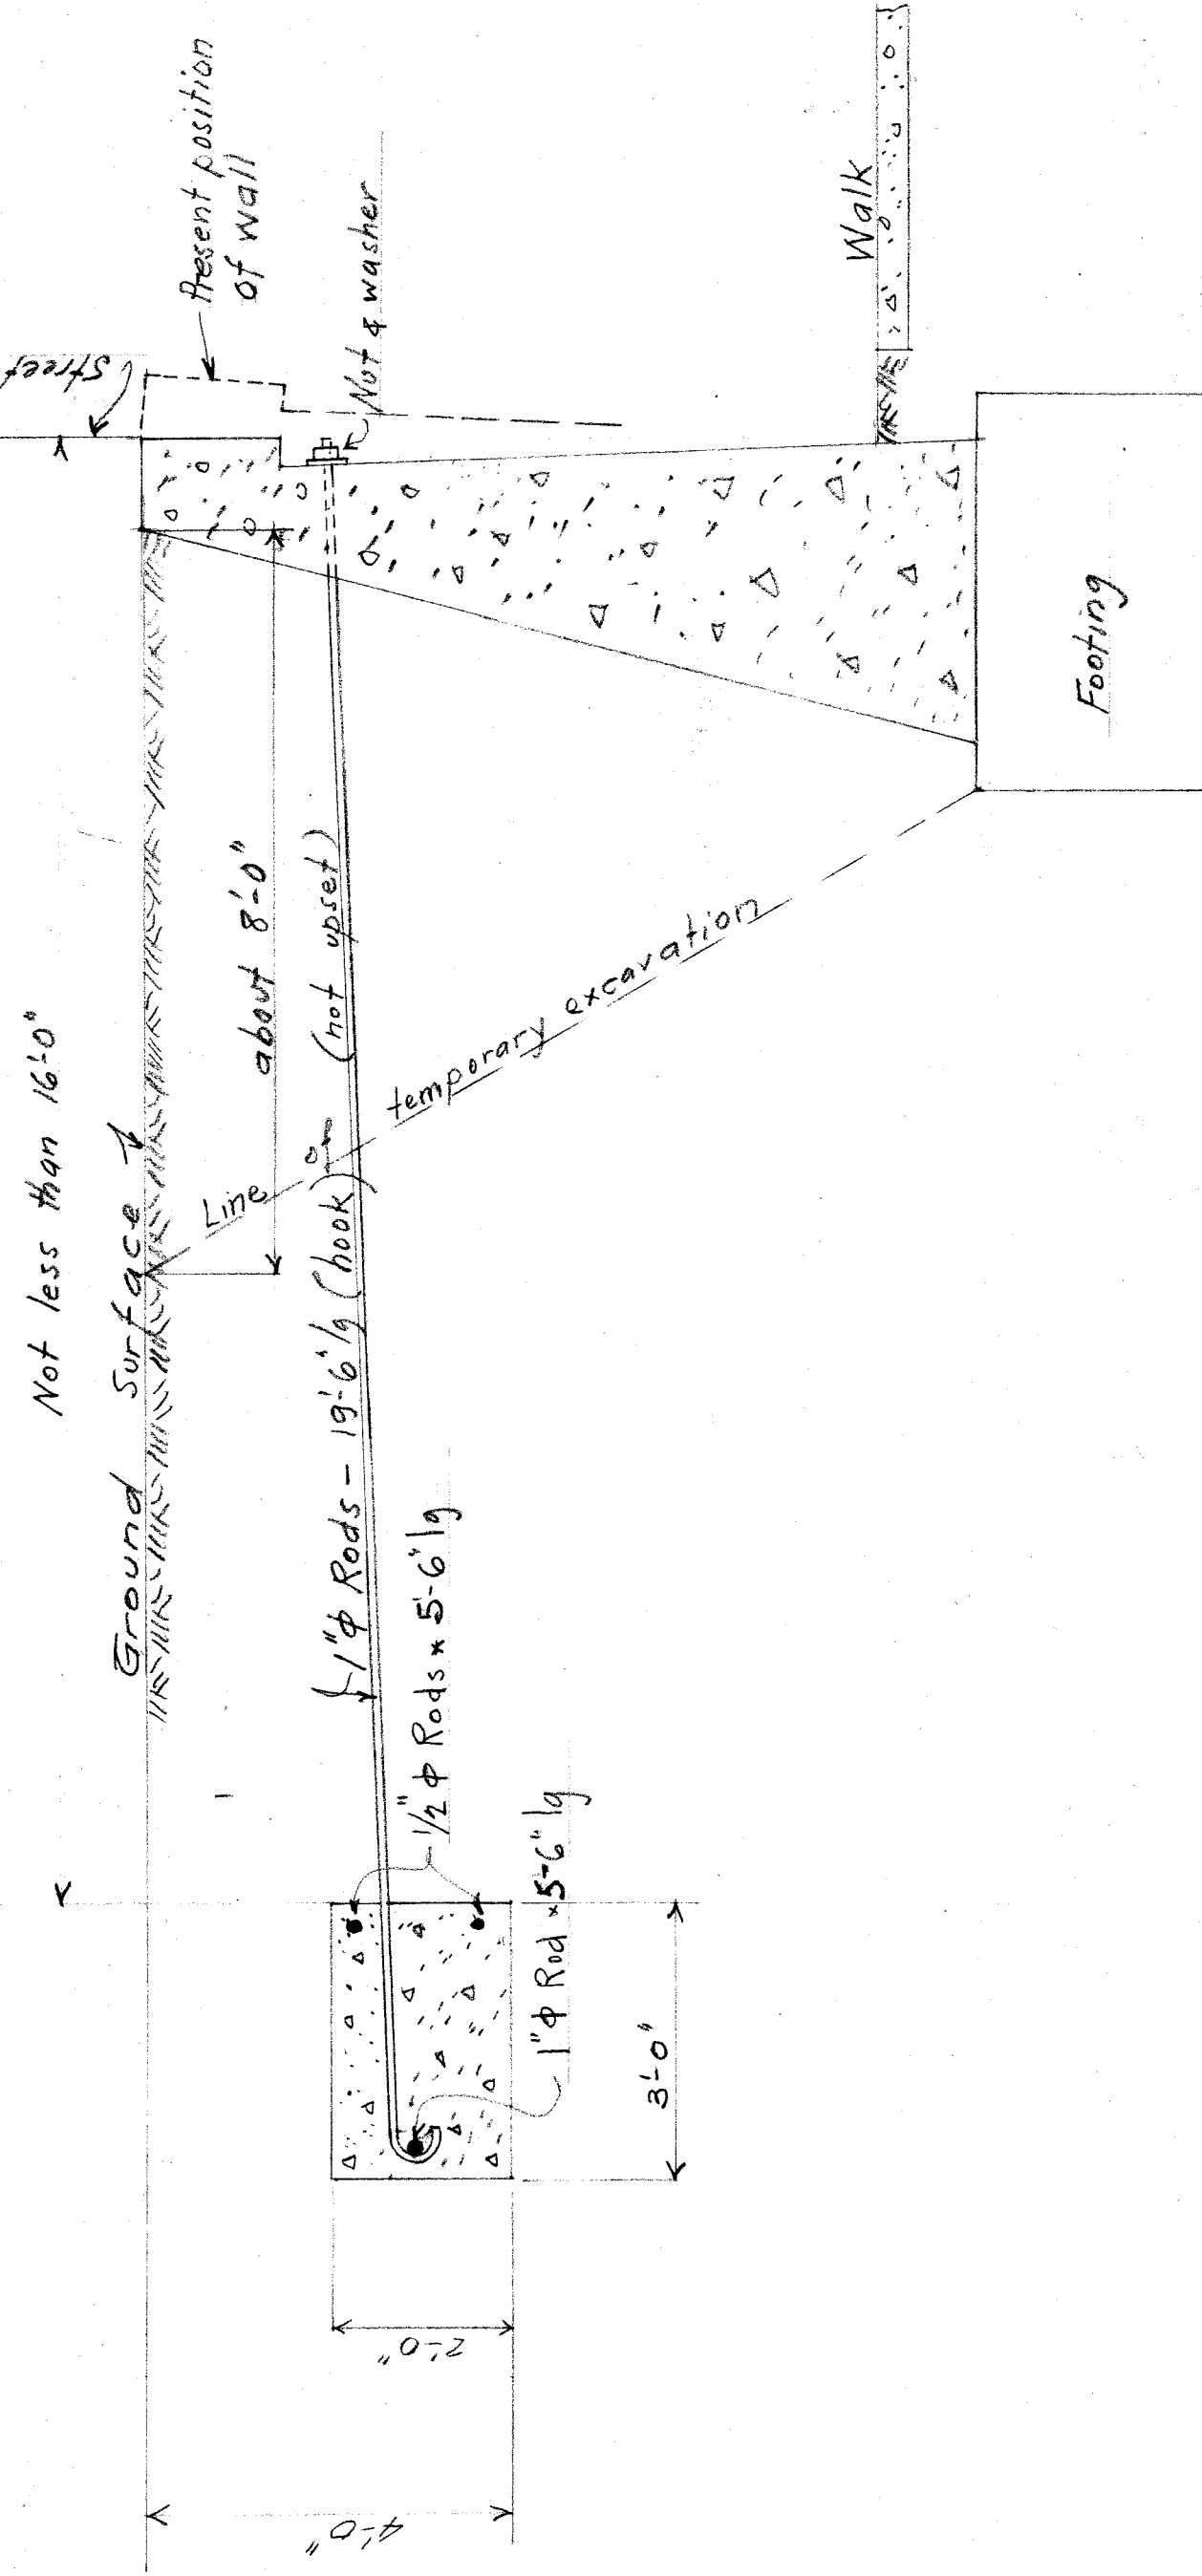 Street
Present position
of wall
Nut & washer
Walk
Not less than 16'-0"
Ground Surface
about 8'-0"
Line of temporary excavation
1"ϕ Rods - 19'-6" lg (hook) (not upset)
1/2"ϕ Rods x 5'-6" lg
1"ϕ Rod x 5'-6" lg
3'-0"
2'-0"
4'-0"
Footing